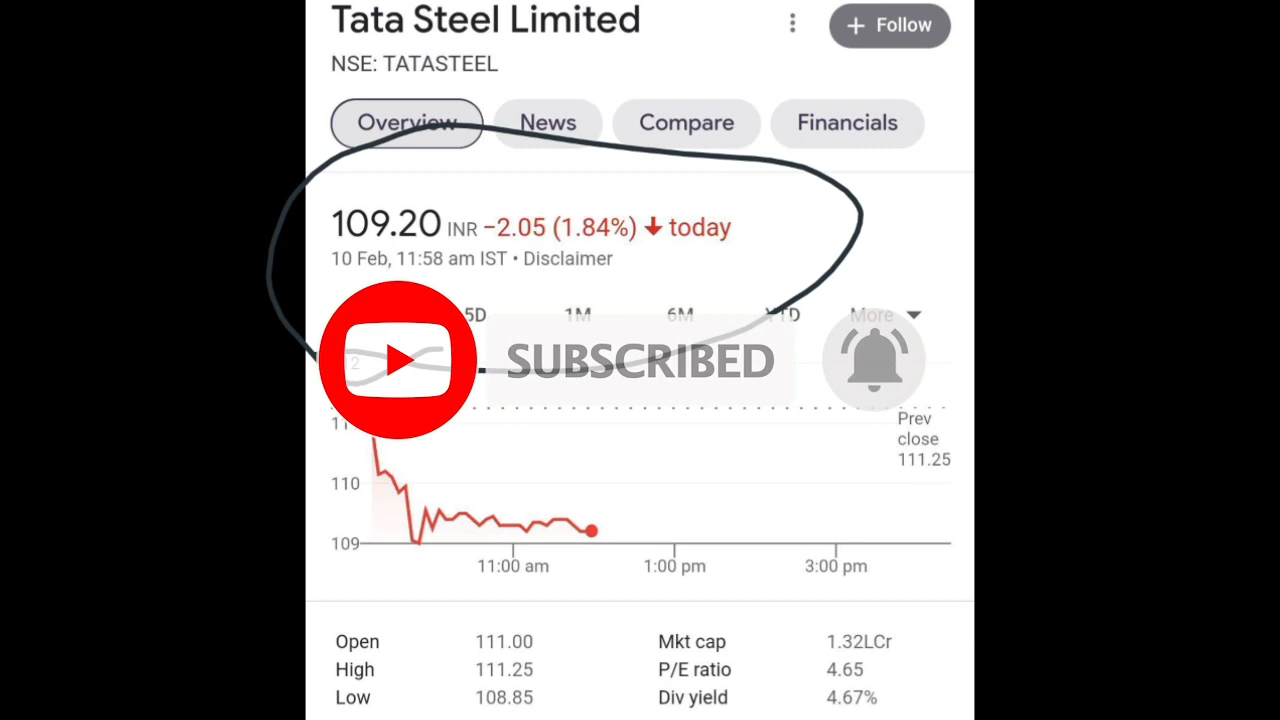 Tata Steel Limited
+ Follow
NSE: TATASTEEL
Overview News Compare Financials
109.20 INR −2.05 (1.84%) ↓ today
10 Feb, 11:58 am IST • Disclaimer
5D 1M 6M YTD More
SUBSCRIBED
Prev
close
111.25
110
109
11:00 am 1:00 pm 3:00 pm
Open 111.00 Mkt cap 1.32LCr
High 111.25 P/E ratio 4.65
Low 108.85 Div yield 4.67%